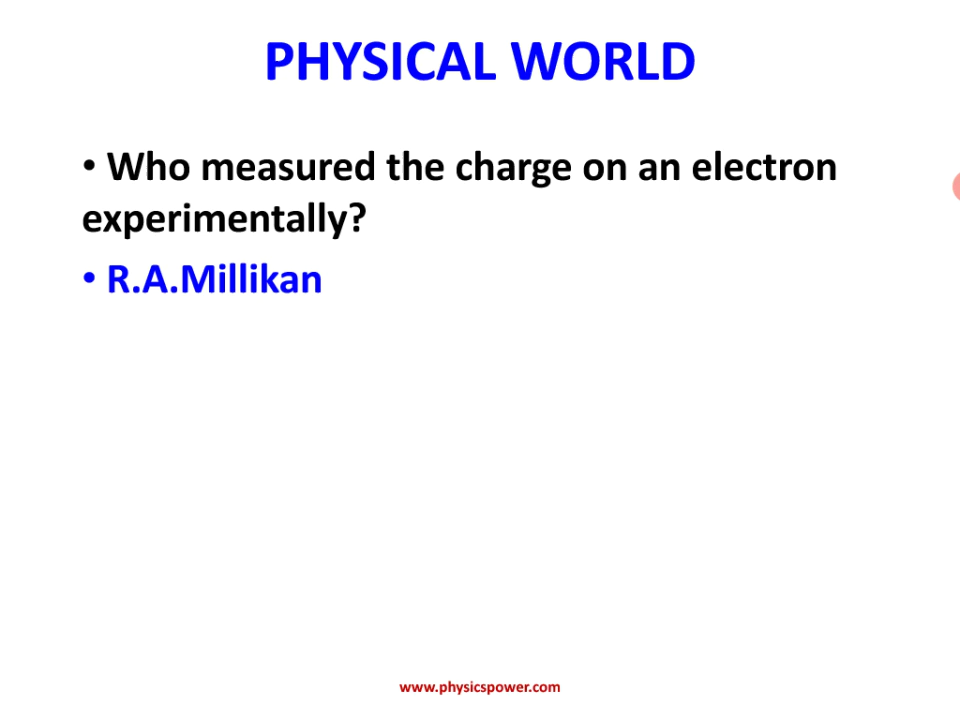 PHYSICAL WORLD
• Who measured the charge on an electron
experimentally?
• R.A.Millikan
www.physicspower.com